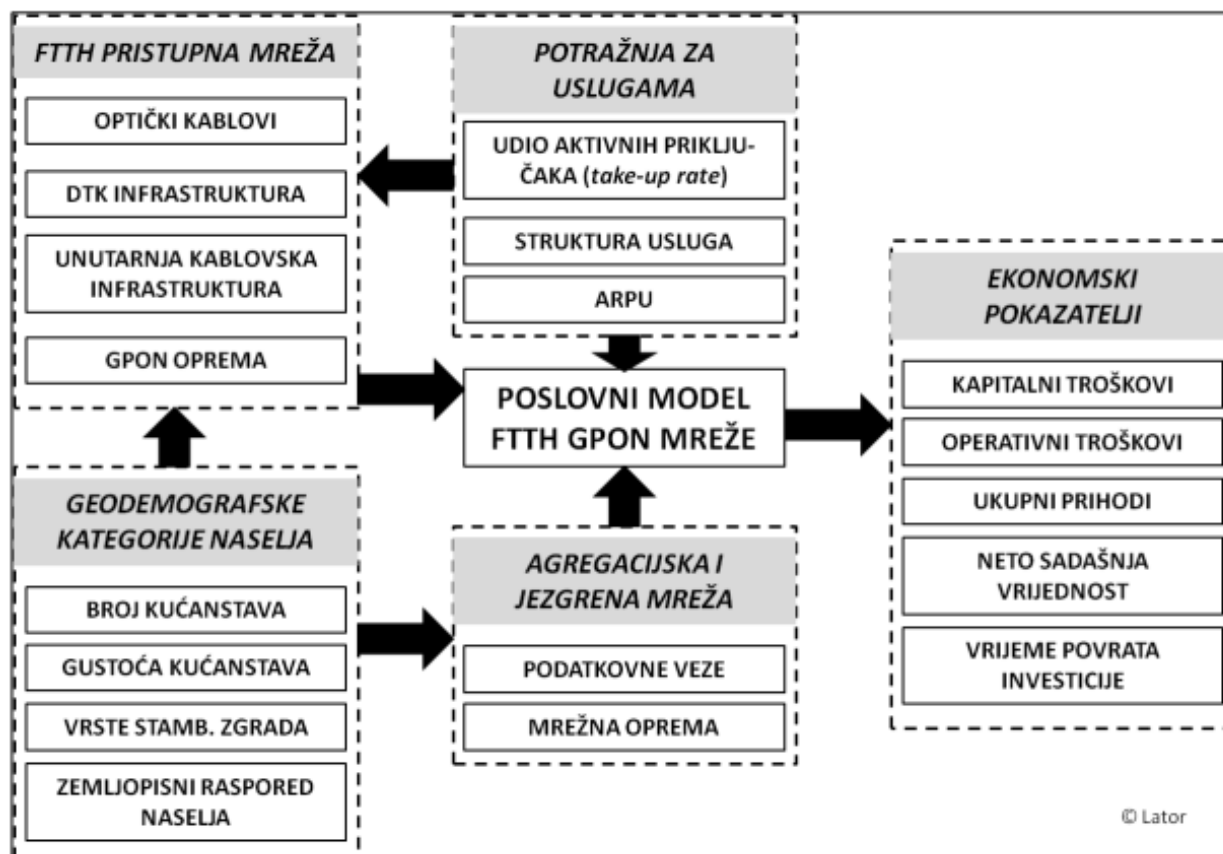 FTTH PRISTUPNA MREŽA
OPTIČKI KABLOVI
DTK INFRASTRUKTURA
UNUTARNJA KABLOVSKA
INFRASTRUKTURA
GPON OPREMA
POTRAŽNJA ZA
USLUGAMA
UDIO AKTIVNIH PRIKLJU-
ČAKA (take-up rate)
STRUKTURA USLUGA
ARPU
POSLOVNI MODEL
FTTH GPON MREŽE
GEODEMOGRAFSKE
KATEGORIJE NASELJA
BROJ KUĆANSTAVA
GUSTOĆA KUĆANSTAVA
VRSTE STAMB. ZGRADA
ZEMLJOPISNI RASPORED
NASELJA
AGREGACIJSKA I
JEZGRENA MREŽA
PODATKOVNE VEZE
MREŽNA OPREMA
EKONOMSKI
POKAZATELJI
KAPITALNI TROŠKOVI
OPERATIVNI TROŠKOVI
UKUPNI PRIHODI
NETO SADAŠNJA
VRIJEDNOST
VRIJEME POVRATA
INVESTICIJE
© Lator